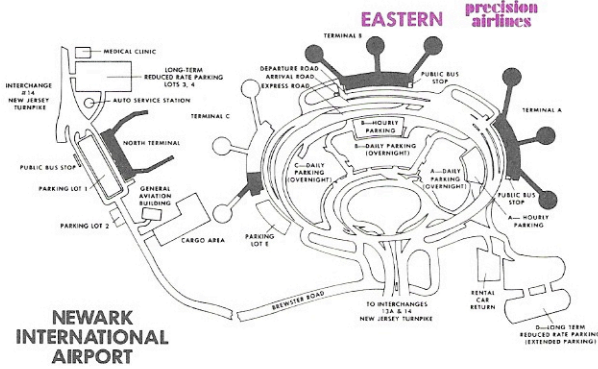 EASTERN
precision
airlines
TERMINAL B
MEDICAL CLINIC
LONG-TERM
REDUCED RATE PARKING
LOTS 3, 4
INTERCHANGE
#14
NEW JERSEY
TURNPIKE
AUTO SERVICE STATION
DEPARTURE ROAD
ARRIVAL ROAD
EXPRESS ROAD
PUBLIC BUS
STOP
TERMINAL C
TERMINAL A
NORTH TERMINAL
B—HOURLY
PARKING
B—DAILY PARKING
(OVERNIGHT)
C—DAILY
PARKING
(OVERNIGHT)
A—DAILY
PARKING
(OVERNIGHT)
PUBLIC BUS STOP
PARKING LOT 1
GENERAL
AVIATION
BUILDING
PUBLIC BUS
STOP
A— HOURLY
PARKING
PARKING LOT 2
CARGO AREA
PARKING
LOT E
BREWSTER ROAD
TO INTERCHANGES
13A & 14
NEW JERSEY TURNPIKE
RENTAL
CAR
RETURN
D—LONG TERM
REDUCED RATE PARKING
(EXTENDED PARKING)
NEWARK
INTERNATIONAL
AIRPORT